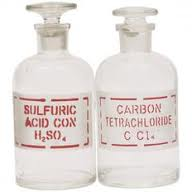 SULFURIC
ACID CON
H₂SO₄
CARBON
TETRACHLORIDE
C Cl₄